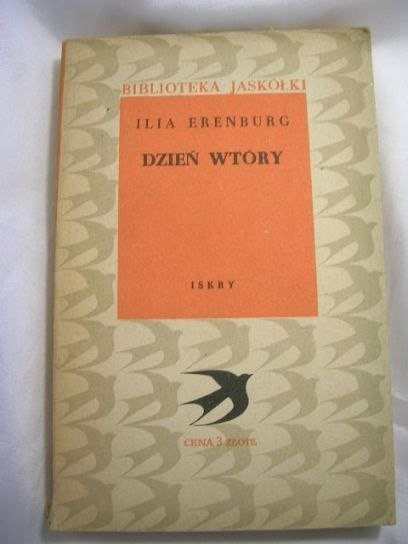 BIBLIOTEKA JASKÓŁKI
ILIA ERENBURG
DZIEŃ WTÓRY
ISKRY
CENA 3 ZŁOTE